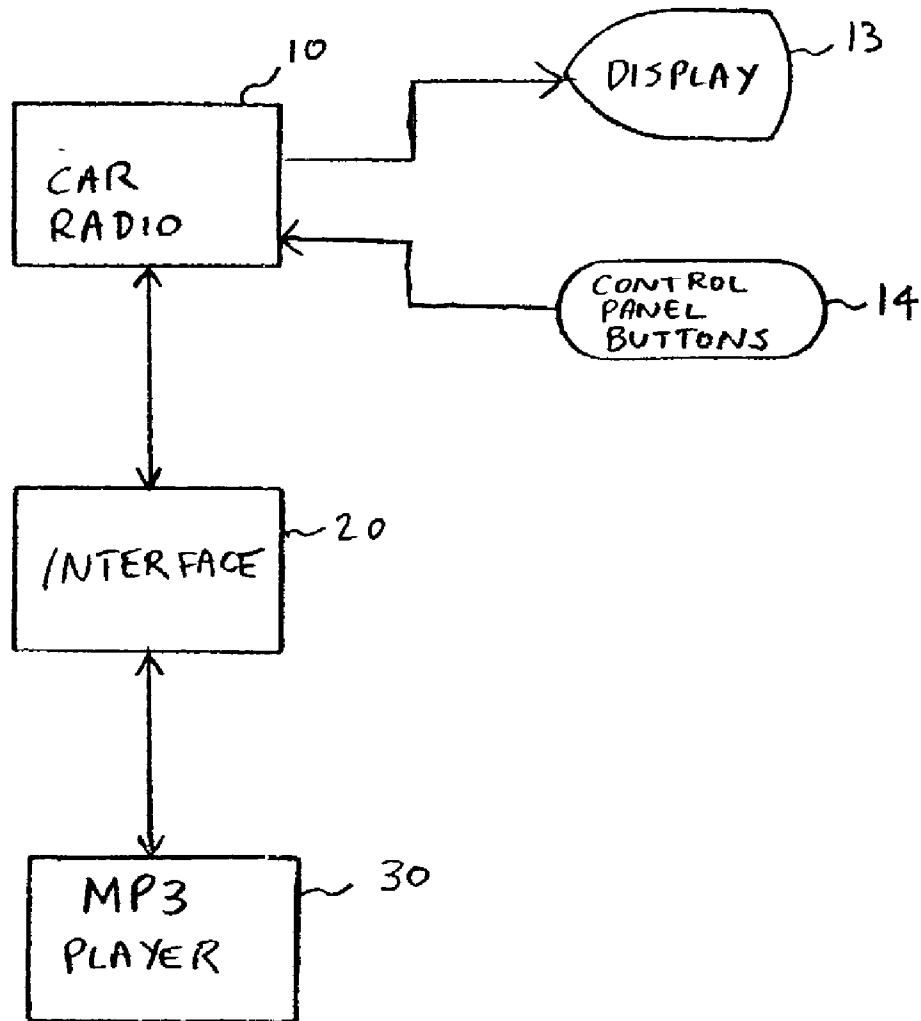 10
CAR
RADIO
DISPLAY
13
CONTROL
PANEL
BUTTONS
14
INTERFACE
20
MP3
PLAYER
30